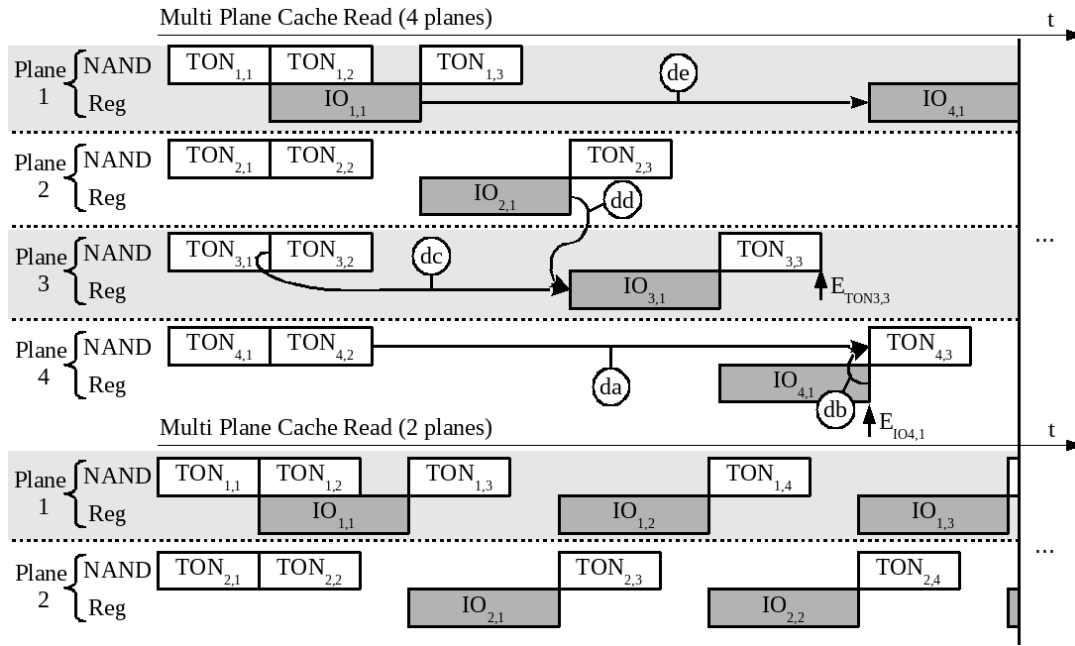 Multi Plane Cache Read (4 planes)
t
Plane 1 NAND TON1,1 TON1,2 TON1,3 de
Reg IO1,1 IO4,1
Plane 2 NAND TON2,1 TON2,2 TON2,3
Reg IO2,1 dd
Plane 3 NAND TON3,1 TON3,2 dc TON3,3 ...
Reg IO3,1 ETON3,3
Plane 4 NAND TON4,1 TON4,2 TON4,3
Reg da IO4,1 db
EIO4,1
Multi Plane Cache Read (2 planes)
t
Plane 1 NAND TON1,1 TON1,2 TON1,3 TON1,4
Reg IO1,1 IO1,2 IO1,3
...
Plane 2 NAND TON2,1 TON2,2 TON2,3 TON2,4
Reg IO2,1 IO2,2